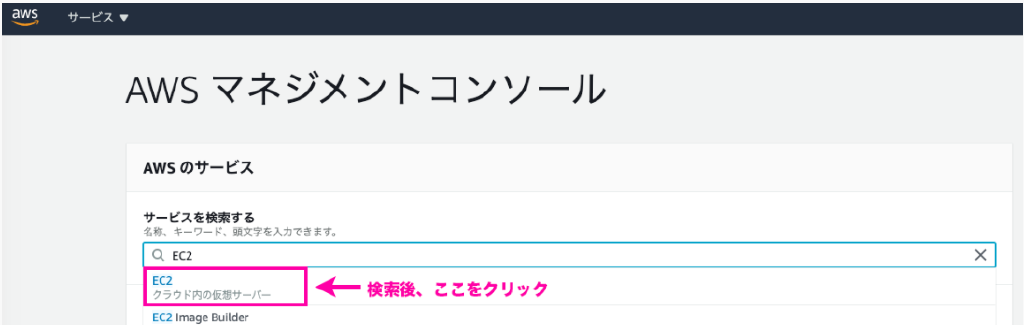 aws サービス ▼
AWS マネジメントコンソール
AWS のサービス
サービスを検索する
名称、キーワード、頭文字を入力できます。
EC2
EC2
クラウド内の仮想サーバー
検索後、ここをクリック
EC2 Image Builder